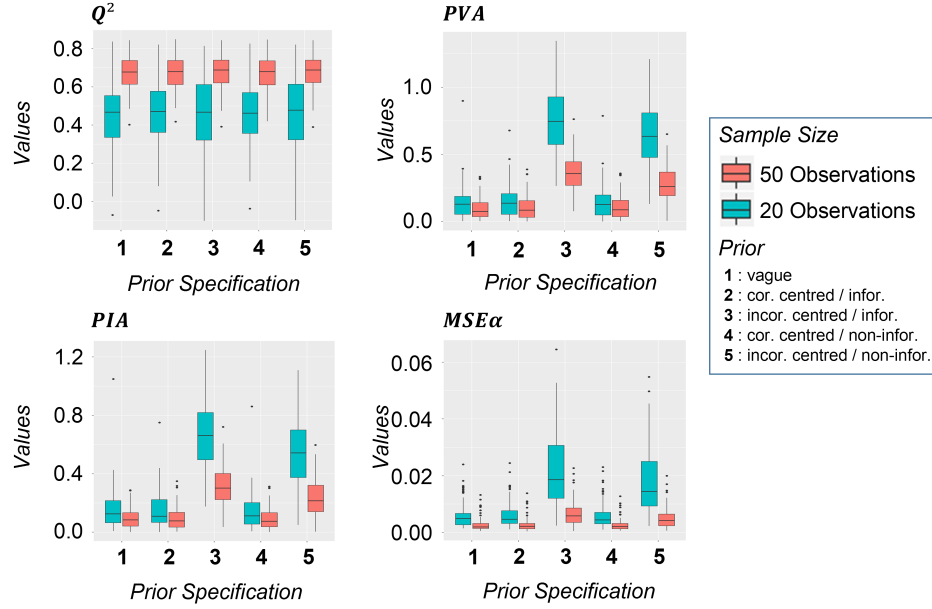 Q²
Values
0.8
0.6
0.4
0.2
0.0
1 2 3 4 5
Prior Specification
PVA
Values
1.0
0.5
0.0
1 2 3 4 5
Prior Specification
PIA
Values
1.2
0.8
0.4
0.0
1 2 3 4 5
Prior Specification
MSEα
Values
0.06
0.04
0.02
0.00
1 2 3 4 5
Prior Specification
Sample Size
50 Observations
20 Observations
Prior
1 : vague
2 : cor. centred / infor.
3 : incor. centred / infor.
4 : cor. centred / non-infor.
5 : incor. centred / non-infor.